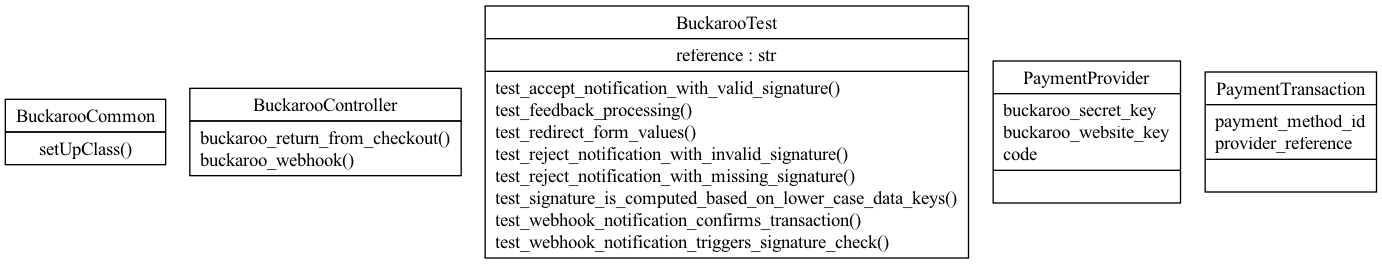 BuckarooCommon
setUpClass()
BuckarooController
buckaroo_return_from_checkout()
buckaroo_webhook()
BuckarooTest
reference : str
test_accept_notification_with_valid_signature()
test_feedback_processing()
test_redirect_form_values()
test_reject_notification_with_invalid_signature()
test_reject_notification_with_missing_signature()
test_signature_is_computed_based_on_lower_case_data_keys()
test_webhook_notification_confirms_transaction()
test_webhook_notification_triggers_signature_check()
PaymentProvider
buckaroo_secret_key
buckaroo_website_key
code
PaymentTransaction
payment_method_id
provider_reference